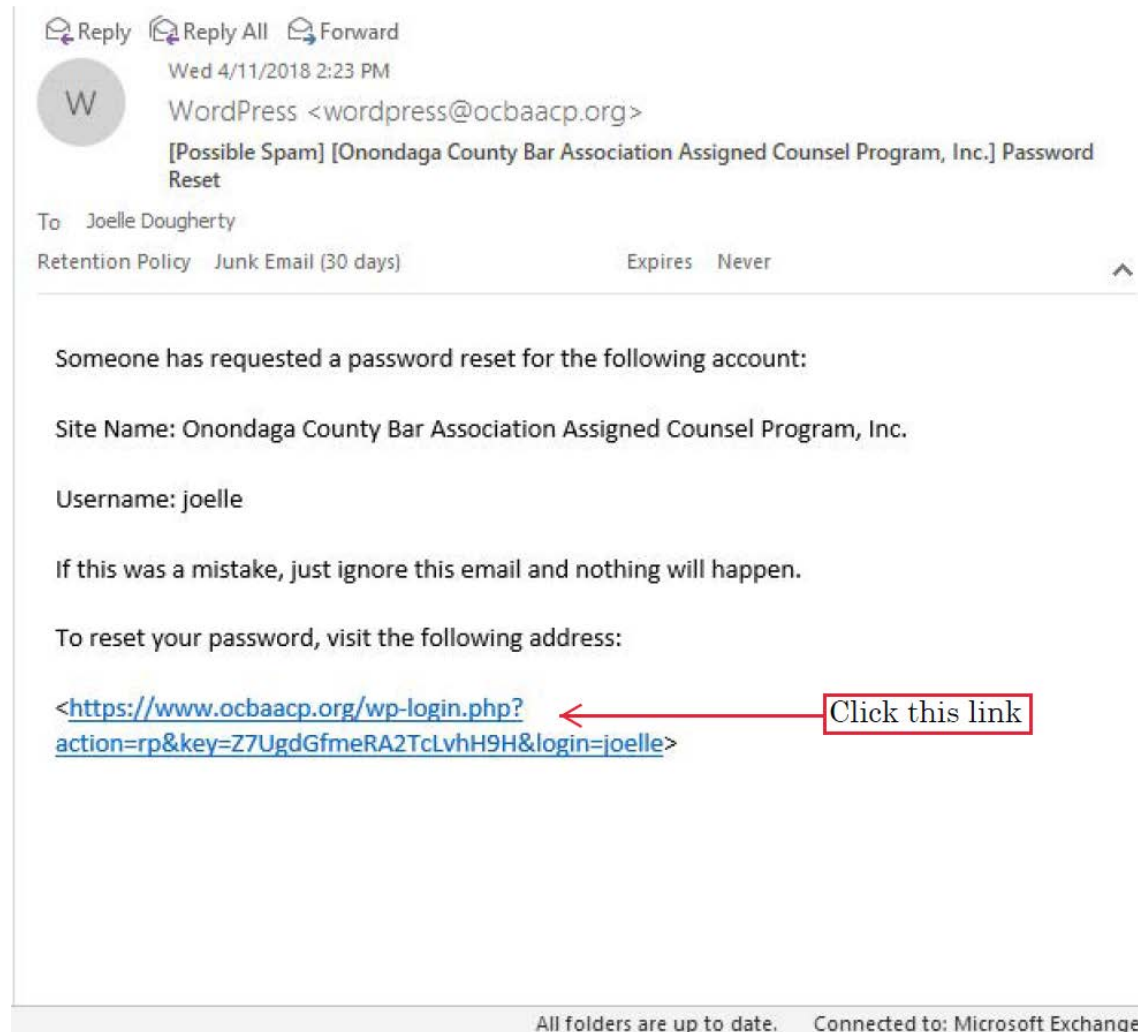 Reply Reply All Forward
Wed 4/11/2018 2:23 PM
W
WordPress <wordpress@ocbaacp.org>
[Possible Spam] [Onondaga County Bar Association Assigned Counsel Program, Inc.] Password
Reset
To Joelle Dougherty
Retention Policy Junk Email (30 days) Expires Never
Someone has requested a password reset for the following account:
Site Name: Onondaga County Bar Association Assigned Counsel Program, Inc.
Username: joelle
If this was a mistake, just ignore this email and nothing will happen.
To reset your password, visit the following address:
<https://www.ocbaacp.org/wp-login.php?
Click this link
action=rp&key=Z7UgdGfmeRA2TcLvhH9H&login=joelle>
All folders are up to date. Connected to: Microsoft Exchange